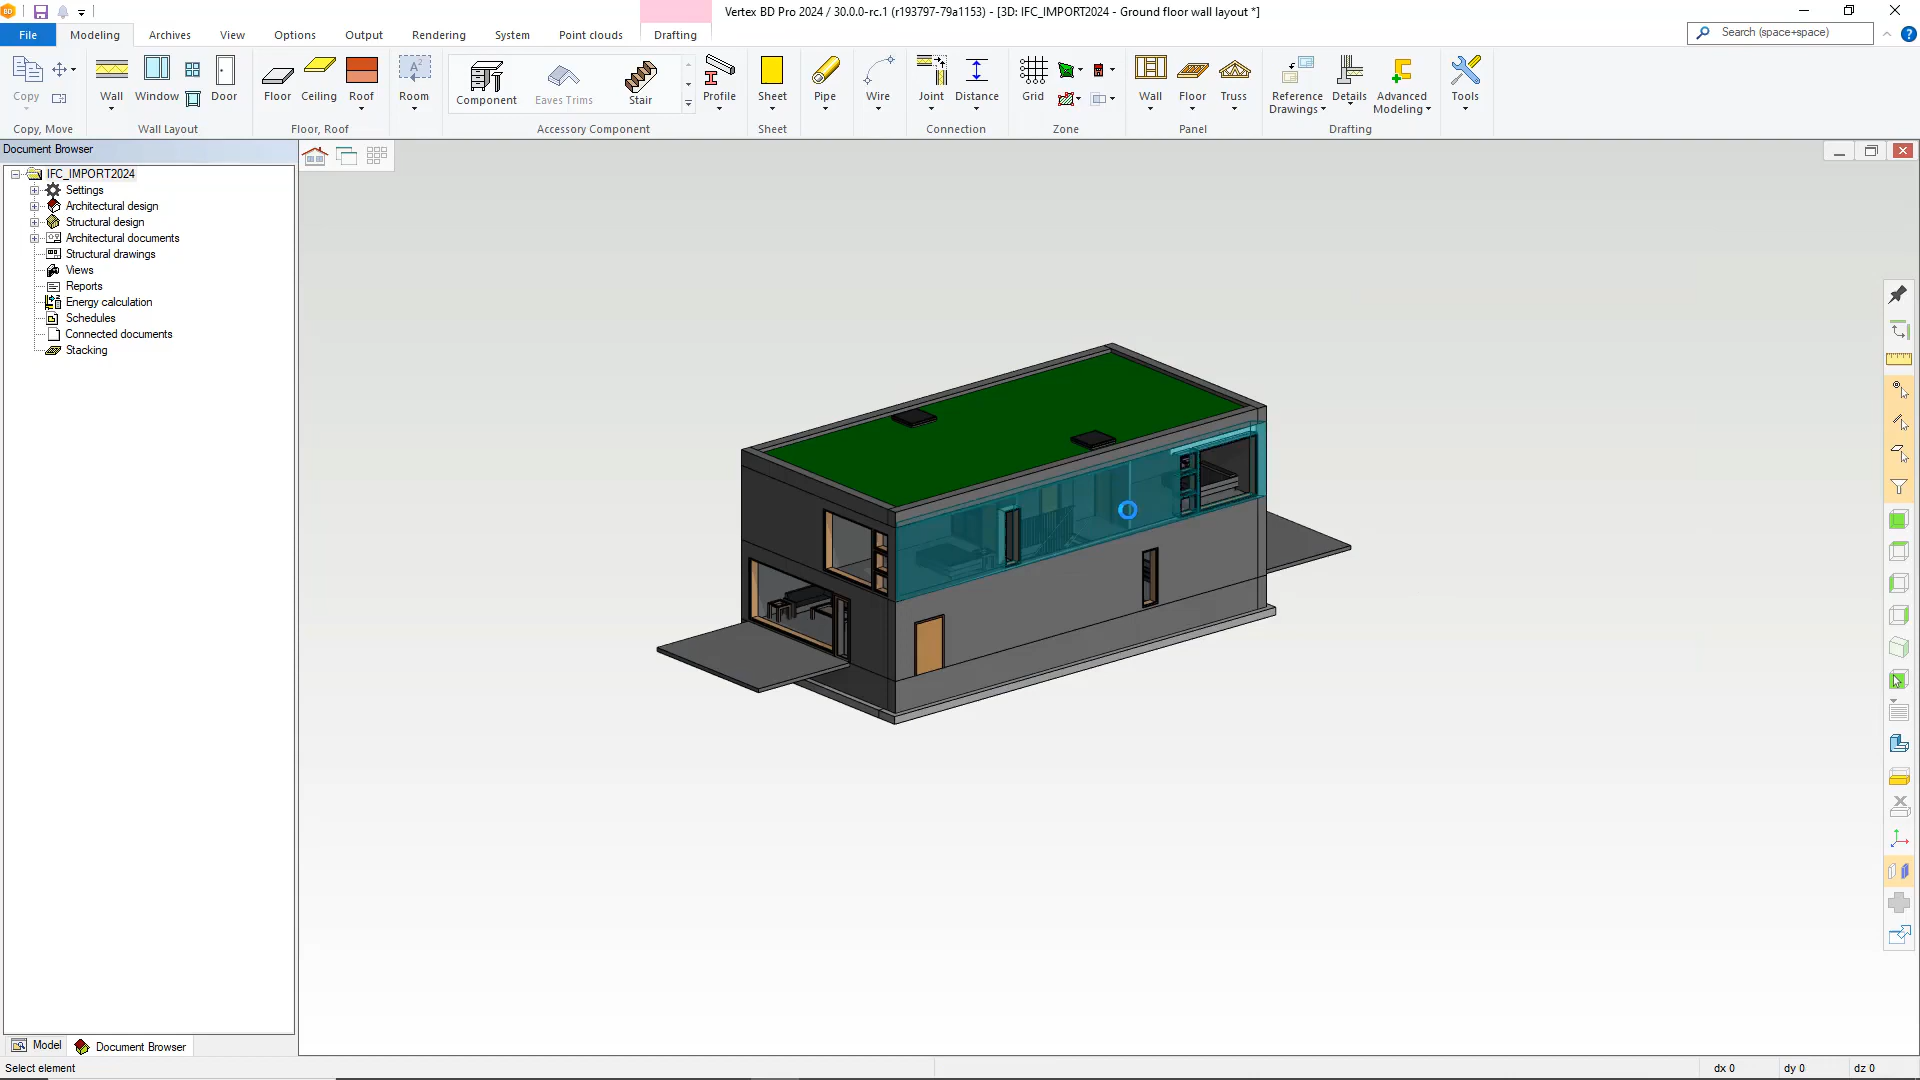 BD
Vertex BD Pro 2024 / 30.0.0-rc.1 (r193797-79a1153) - [3D: IFC_IMPORT2024 - Ground floor wall layout *]
File Modeling Archives View Options Output Rendering System Point clouds Drafting
Search (space+space)
Copy Wall Window Door Floor Ceiling Roof Room Component Eaves Trims Stair Profile Sheet Pipe Wire Joint Distance Grid Wall Floor Truss Reference Drawings Details Advanced Modeling Tools
Copy, Move Wall Layout Floor, Roof Accessory Component Sheet Connection Zone Panel Drafting
Document Browser
IFC_IMPORT2024
Settings
Architectural design
Structural design
Architectural documents
Structural drawings
Views
Reports
Energy calculation
Schedules
Connected documents
Stacking
Model Document Browser
Select element dx 0 dy 0 dz 0